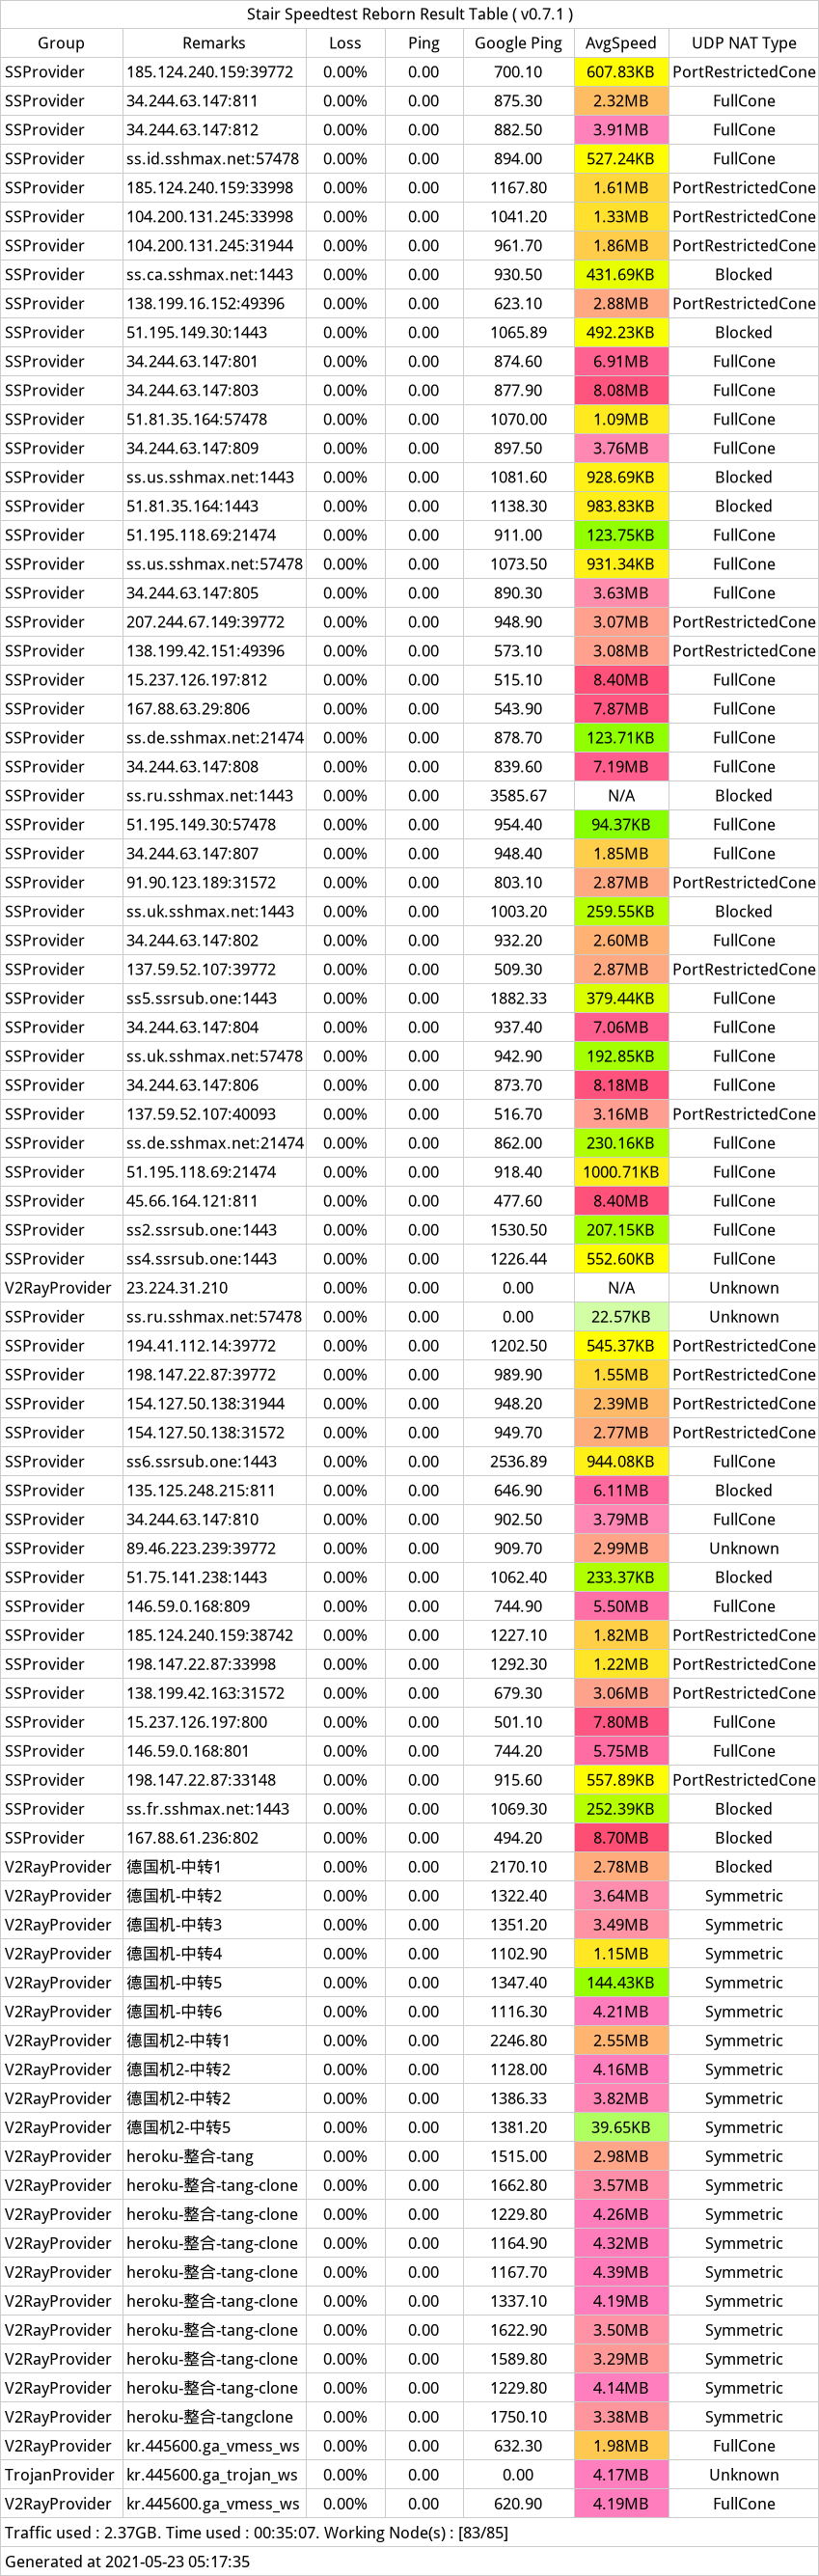 Stair Speedtest Reborn Result Table ( v0.7.1 )
Group Remarks Loss Ping Google Ping AvgSpeed UDP NAT Type
SSProvider 185.124.240.159:39772 0.00% 0.00 700.10 607.83KB PortRestrictedCone
SSProvider 34.244.63.147:811 0.00% 0.00 875.30 2.32MB FullCone
SSProvider 34.244.63.147:812 0.00% 0.00 882.50 3.91MB FullCone
SSProvider ss.id.sshmax.net:57478 0.00% 0.00 894.00 527.24KB FullCone
SSProvider 185.124.240.159:33998 0.00% 0.00 1167.80 1.61MB PortRestrictedCone
SSProvider 104.200.131.245:33998 0.00% 0.00 1041.20 1.33MB PortRestrictedCone
SSProvider 104.200.131.245:31944 0.00% 0.00 961.70 1.86MB PortRestrictedCone
SSProvider ss.ca.sshmax.net:1443 0.00% 0.00 930.50 431.69KB Blocked
SSProvider 138.199.16.152:49396 0.00% 0.00 623.10 2.88MB PortRestrictedCone
SSProvider 51.195.149.30:1443 0.00% 0.00 1065.89 492.23KB Blocked
SSProvider 34.244.63.147:801 0.00% 0.00 874.60 6.91MB FullCone
SSProvider 34.244.63.147:803 0.00% 0.00 877.90 8.08MB FullCone
SSProvider 51.81.35.164:57478 0.00% 0.00 1070.00 1.09MB FullCone
SSProvider 34.244.63.147:809 0.00% 0.00 897.50 3.76MB FullCone
SSProvider ss.us.sshmax.net:1443 0.00% 0.00 1081.60 928.69KB Blocked
SSProvider 51.81.35.164:1443 0.00% 0.00 1138.30 983.83KB Blocked
SSProvider 51.195.118.69:21474 0.00% 0.00 911.00 123.75KB FullCone
SSProvider ss.us.sshmax.net:57478 0.00% 0.00 1073.50 931.34KB FullCone
SSProvider 34.244.63.147:805 0.00% 0.00 890.30 3.63MB FullCone
SSProvider 207.244.67.149:39772 0.00% 0.00 948.90 3.07MB PortRestrictedCone
SSProvider 138.199.42.151:49396 0.00% 0.00 573.10 3.08MB PortRestrictedCone
SSProvider 15.237.126.197:812 0.00% 0.00 515.10 8.40MB FullCone
SSProvider 167.88.63.29:806 0.00% 0.00 543.90 7.87MB FullCone
SSProvider ss.de.sshmax.net:21474 0.00% 0.00 878.70 123.71KB FullCone
SSProvider 34.244.63.147:808 0.00% 0.00 839.60 7.19MB FullCone
SSProvider ss.ru.sshmax.net:1443 0.00% 0.00 3585.67 N/A Blocked
SSProvider 51.195.149.30:57478 0.00% 0.00 954.40 94.37KB FullCone
SSProvider 34.244.63.147:807 0.00% 0.00 948.40 1.85MB FullCone
SSProvider 91.90.123.189:31572 0.00% 0.00 803.10 2.87MB PortRestrictedCone
SSProvider ss.uk.sshmax.net:1443 0.00% 0.00 1003.20 259.55KB Blocked
SSProvider 34.244.63.147:802 0.00% 0.00 932.20 2.60MB FullCone
SSProvider 137.59.52.107:39772 0.00% 0.00 509.30 2.87MB PortRestrictedCone
SSProvider ss5.ssrsub.one:1443 0.00% 0.00 1882.33 379.44KB FullCone
SSProvider 34.244.63.147:804 0.00% 0.00 937.40 7.06MB FullCone
SSProvider ss.uk.sshmax.net:57478 0.00% 0.00 942.90 192.85KB FullCone
SSProvider 34.244.63.147:806 0.00% 0.00 873.70 8.18MB FullCone
SSProvider 137.59.52.107:40093 0.00% 0.00 516.70 3.16MB PortRestrictedCone
SSProvider ss.de.sshmax.net:21474 0.00% 0.00 862.00 230.16KB FullCone
SSProvider 51.195.118.69:21474 0.00% 0.00 918.40 1000.71KB FullCone
SSProvider 45.66.164.121:811 0.00% 0.00 477.60 8.40MB FullCone
SSProvider ss2.ssrsub.one:1443 0.00% 0.00 1530.50 207.15KB FullCone
SSProvider ss4.ssrsub.one:1443 0.00% 0.00 1226.44 552.60KB FullCone
V2RayProvider 23.224.31.210 0.00% 0.00 0.00 N/A Unknown
SSProvider ss.ru.sshmax.net:57478 0.00% 0.00 0.00 22.57KB Unknown
SSProvider 194.41.112.14:39772 0.00% 0.00 1202.50 545.37KB PortRestrictedCone
SSProvider 198.147.22.87:39772 0.00% 0.00 989.90 1.55MB PortRestrictedCone
SSProvider 154.127.50.138:31944 0.00% 0.00 948.20 2.39MB PortRestrictedCone
SSProvider 154.127.50.138:31572 0.00% 0.00 949.70 2.77MB PortRestrictedCone
SSProvider ss6.ssrsub.one:1443 0.00% 0.00 2536.89 944.08KB FullCone
SSProvider 135.125.248.215:811 0.00% 0.00 646.90 6.11MB Blocked
SSProvider 34.244.63.147:810 0.00% 0.00 902.50 3.79MB FullCone
SSProvider 89.46.223.239:39772 0.00% 0.00 909.70 2.99MB Unknown
SSProvider 51.75.141.238:1443 0.00% 0.00 1062.40 233.37KB Blocked
SSProvider 146.59.0.168:809 0.00% 0.00 744.90 5.50MB FullCone
SSProvider 185.124.240.159:38742 0.00% 0.00 1227.10 1.82MB PortRestrictedCone
SSProvider 198.147.22.87:33998 0.00% 0.00 1292.30 1.22MB PortRestrictedCone
SSProvider 138.199.42.163:31572 0.00% 0.00 679.30 3.06MB PortRestrictedCone
SSProvider 15.237.126.197:800 0.00% 0.00 501.10 7.80MB FullCone
SSProvider 146.59.0.168:801 0.00% 0.00 744.20 5.75MB FullCone
SSProvider 198.147.22.87:33148 0.00% 0.00 915.60 557.89KB PortRestrictedCone
SSProvider ss.fr.sshmax.net:1443 0.00% 0.00 1069.30 252.39KB Blocked
SSProvider 167.88.61.236:802 0.00% 0.00 494.20 8.70MB FullCone
V2RayProvider 德国机-中转1 0.00% 0.00 2170.10 2.78MB Blocked
V2RayProvider 德国机-中转2 0.00% 0.00 1322.40 3.64MB Symmetric
V2RayProvider 德国机-中转3 0.00% 0.00 1351.20 3.49MB Symmetric
V2RayProvider 德国机-中转4 0.00% 0.00 1102.90 1.15MB Symmetric
V2RayProvider 德国机-中转5 0.00% 0.00 1347.40 144.43KB Symmetric
V2RayProvider 德国机-中转6 0.00% 0.00 1116.30 4.21MB Symmetric
V2RayProvider 德国机2-中转1 0.00% 0.00 2246.80 2.55MB Symmetric
V2RayProvider 德国机2-中转2 0.00% 0.00 1128.00 4.16MB Symmetric
V2RayProvider 德国机2-中转2 0.00% 0.00 1386.33 3.82MB Symmetric
V2RayProvider 德国机2-中转5 0.00% 0.00 1381.20 39.65KB Symmetric
V2RayProvider heroku-整合-tang 0.00% 0.00 1515.00 2.98MB Symmetric
V2RayProvider heroku-整合-tang-clone 0.00% 0.00 1662.80 3.57MB Symmetric
V2RayProvider heroku-整合-tang-clone 0.00% 0.00 1229.80 4.26MB Symmetric
V2RayProvider heroku-整合-tang-clone 0.00% 0.00 1164.90 4.32MB Symmetric
V2RayProvider heroku-整合-tang-clone 0.00% 0.00 1167.70 4.39MB Symmetric
V2RayProvider heroku-整合-tang-clone 0.00% 0.00 1337.10 4.19MB Symmetric
V2RayProvider heroku-整合-tang-clone 0.00% 0.00 1622.90 3.50MB Symmetric
V2RayProvider heroku-整合-tang-clone 0.00% 0.00 1589.80 3.29MB Symmetric
V2RayProvider heroku-整合-tang-clone 0.00% 0.00 1229.80 4.14MB Symmetric
V2RayProvider heroku-整合-tangclone 0.00% 0.00 1750.10 3.38MB Symmetric
V2RayProvider kr.445600.ga_vmess_ws 0.00% 0.00 632.30 1.98MB FullCone
TrojanProvider kr.445600.ga_trojan_ws 0.00% 0.00 0.00 4.17MB Unknown
V2RayProvider kr.445600.ga_vmess_ws 0.00% 0.00 620.90 4.19MB FullCone
Traffic used : 2.37GB. Time used : 00:35:07. Working Node(s) : [83/85]
Generated at 2021-05-23 05:17:35